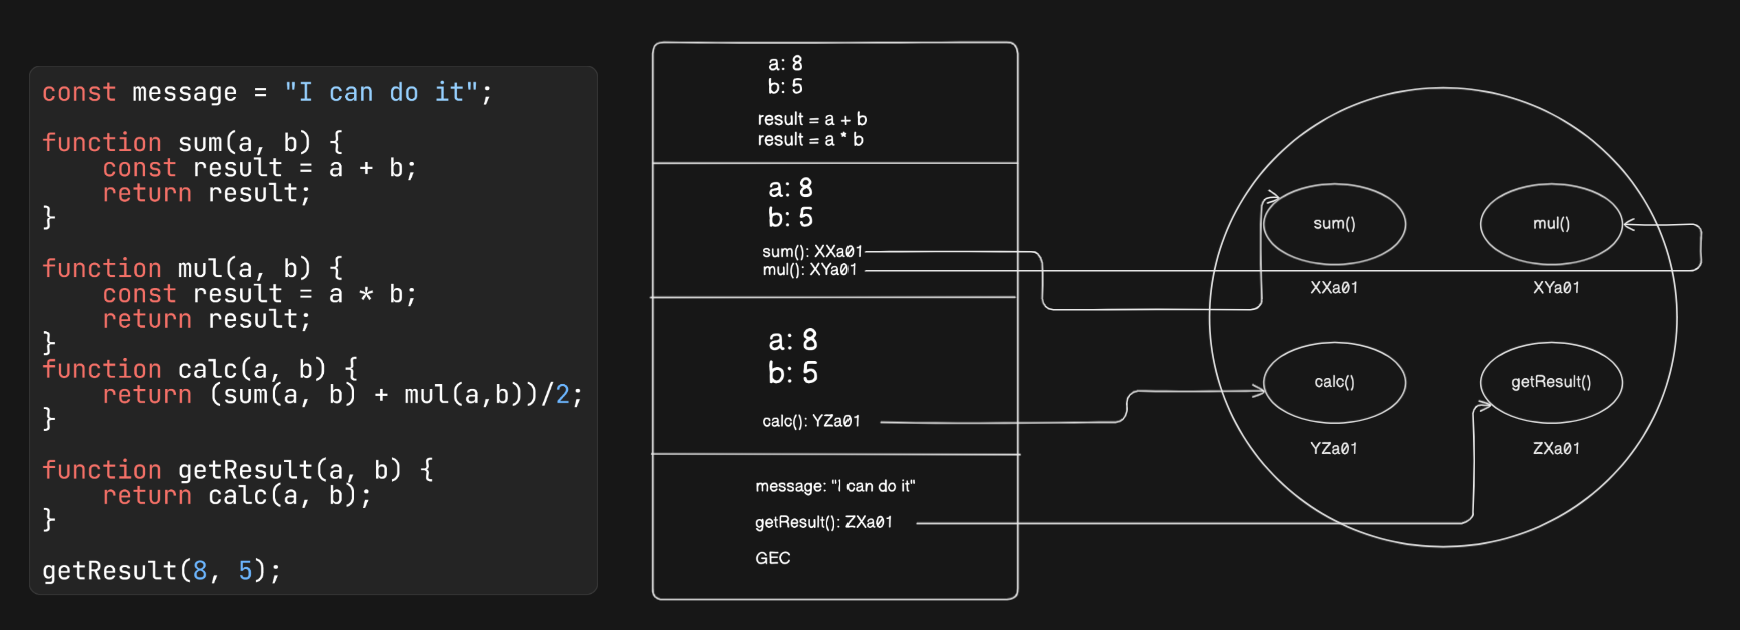 const message = "I can do it";
function sum(a, b) {
    const result = a + b;
    return result;
}
function mul(a, b) {
    const result = a * b;
    return result;
}
function calc(a, b) {
    return (sum(a, b) + mul(a,b))/2;
}
function getResult(a, b) {
    return calc(a, b);
}
getResult(8, 5);
a: 8
b: 5
result = a + b
result = a * b
a: 8
b: 5
sum(): XXa01
mul(): XYa01
a: 8
b: 5
calc(): YZa01
message: "I can do it"
getResult(): ZXa01
GEC
sum()
XXa01
mul()
XYa01
calc()
YZa01
getResult()
ZXa01